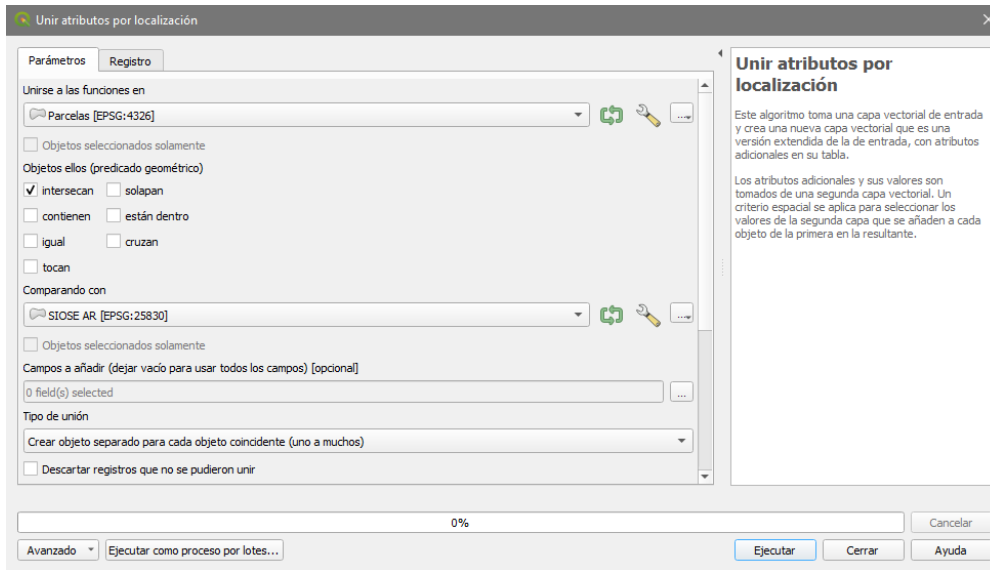 Unir atributos por localización
Parámetros
Registro
Unirse a las funciones en
Parcelas [EPSG:4326]
Objetos seleccionados solamente
Objetos ellos (predicado geométrico)
intersecan
solapan
contienen
están dentro
igual
cruzan
tocan
Comparando con
SIOSE AR [EPSG:25830]
Objetos seleccionados solamente
Campos a añadir (dejar vacío para usar todos los campos) [opcional]
0 field(s) selected
...
Tipo de unión
Crear objeto separado para cada objeto coincidente (uno a muchos)
Descartar registros que no se pudieron unir
Unir atributos por
localización
Este algoritmo toma una capa vectorial de entrada
y crea una nueva capa vectorial que es una
versión extendida de la de entrada, con atributos
adicionales en su tabla.
Los atributos adicionales y sus valores son
tomados de una segunda capa vectorial. Un
criterio espacial se aplica para seleccionar los
valores de la segunda capa que se añaden a cada
objeto de la primera en la resultante.
0%
Cancelar
Avanzado
Ejecutar como proceso por lotes...
Ejecutar
Cerrar
Ayuda